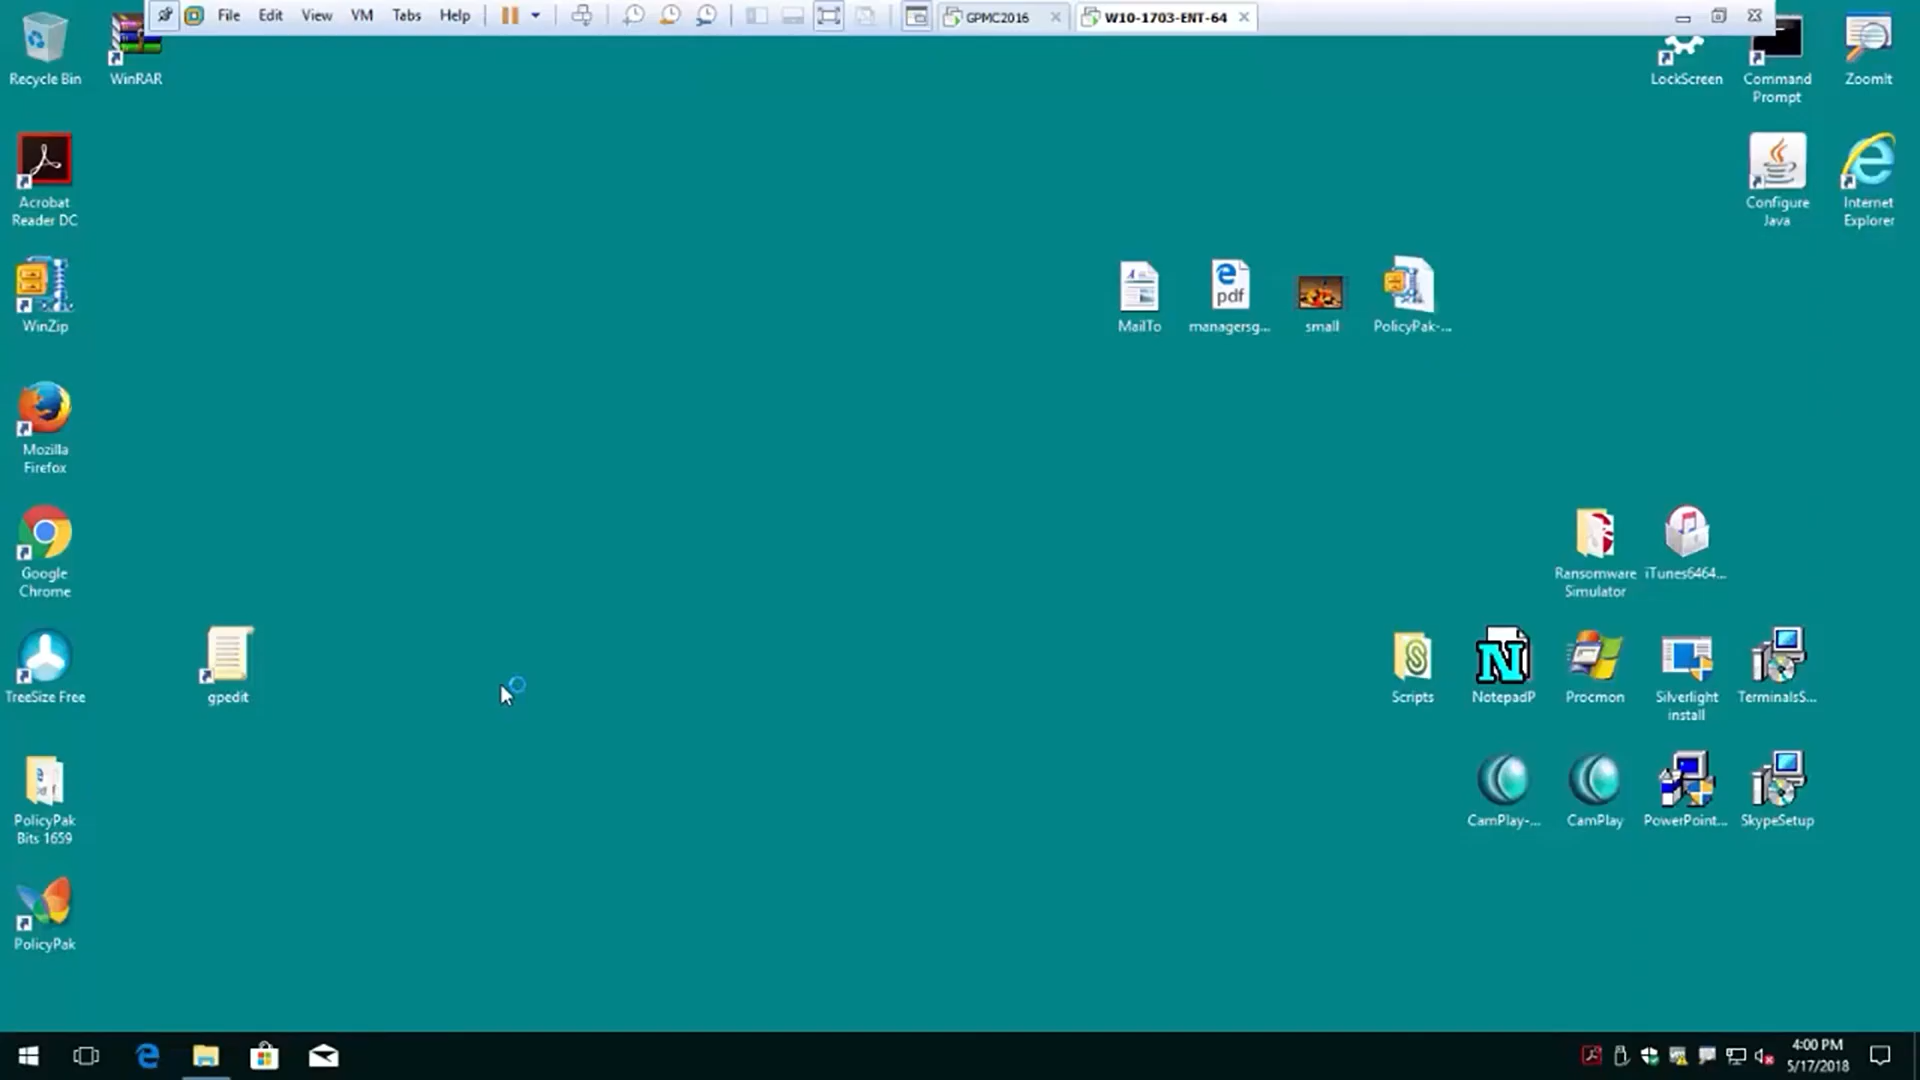 File Edit View VM Tabs Help GPMC2016 W10-1703-ENT-64
Recycle Bin
WinRAR
LockScreen
Command
Prompt
ZoomIt
Acrobat
Reader DC
Configure
Java
Internet
Explorer
WinZip
MailTo
pdf
managersg...
small
PolicyPak-...
Mozilla
Firefox
Google
Chrome
Ransomware
Simulator
iTunes6464...
TreeSize Free
gpedit
Scripts
N
NotepadP
Procmon
Silverlight
install
TerminalsS...
PolicyPak
Bits 1659
CamPlay-...
CamPlay
PowerPoint...
SkypeSetup
PolicyPak
4:00 PM
5/17/2018